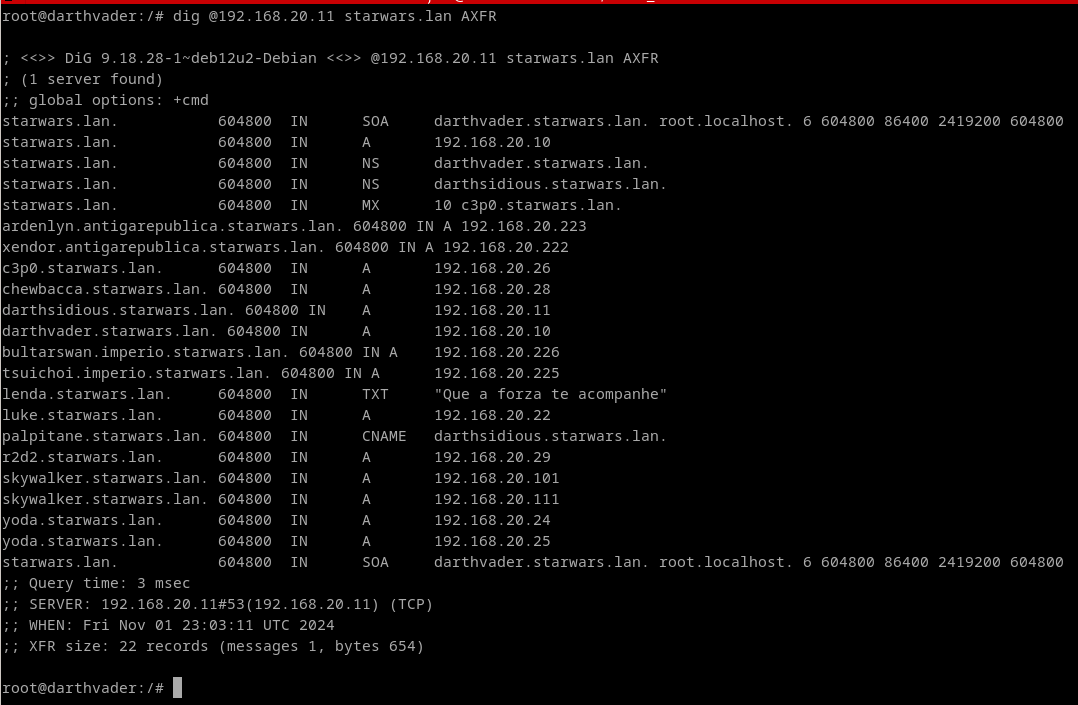 root@darthvader:/# dig @192.168.20.11 starwars.lan AXFR
; <<>> DiG 9.18.28-1~deb12u2-Debian <<>> @192.168.20.11 starwars.lan AXFR
; (1 server found)
;; global options: +cmd
starwars.lan. 604800 IN SOA darthvader.starwars.lan. root.localhost. 6 604800 86400 2419200 604800
starwars.lan. 604800 IN A 192.168.20.10
starwars.lan. 604800 IN NS darthvader.starwars.lan.
starwars.lan. 604800 IN NS darthsidious.starwars.lan.
starwars.lan. 604800 IN MX 10 c3p0.starwars.lan.
ardenlyn.antigarepublica.starwars.lan. 604800 IN A 192.168.20.223
xendor.antigarepublica.starwars.lan. 604800 IN A 192.168.20.222
c3p0.starwars.lan. 604800 IN A 192.168.20.26
chewbacca.starwars.lan. 604800 IN A 192.168.20.28
darthsidious.starwars.lan. 604800 IN A 192.168.20.11
darthvader.starwars.lan. 604800 IN A 192.168.20.10
bultarswan.imperio.starwars.lan. 604800 IN A 192.168.20.226
tsuichoi.imperio.starwars.lan. 604800 IN A 192.168.20.225
lenda.starwars.lan. 604800 IN TXT "Que a forza te acompanhe"
luke.starwars.lan. 604800 IN A 192.168.20.22
palpitane.starwars.lan. 604800 IN CNAME darthsidious.starwars.lan.
r2d2.starwars.lan. 604800 IN A 192.168.20.29
skywalker.starwars.lan. 604800 IN A 192.168.20.101
skywalker.starwars.lan. 604800 IN A 192.168.20.111
yoda.starwars.lan. 604800 IN A 192.168.20.24
yoda.starwars.lan. 604800 IN A 192.168.20.25
starwars.lan. 604800 IN SOA darthvader.starwars.lan. root.localhost. 6 604800 86400 2419200 604800
;; Query time: 3 msec
;; SERVER: 192.168.20.11#53(192.168.20.11) (TCP)
;; WHEN: Fri Nov 01 23:03:11 UTC 2024
;; XFR size: 22 records (messages 1, bytes 654)
root@darthvader:/#